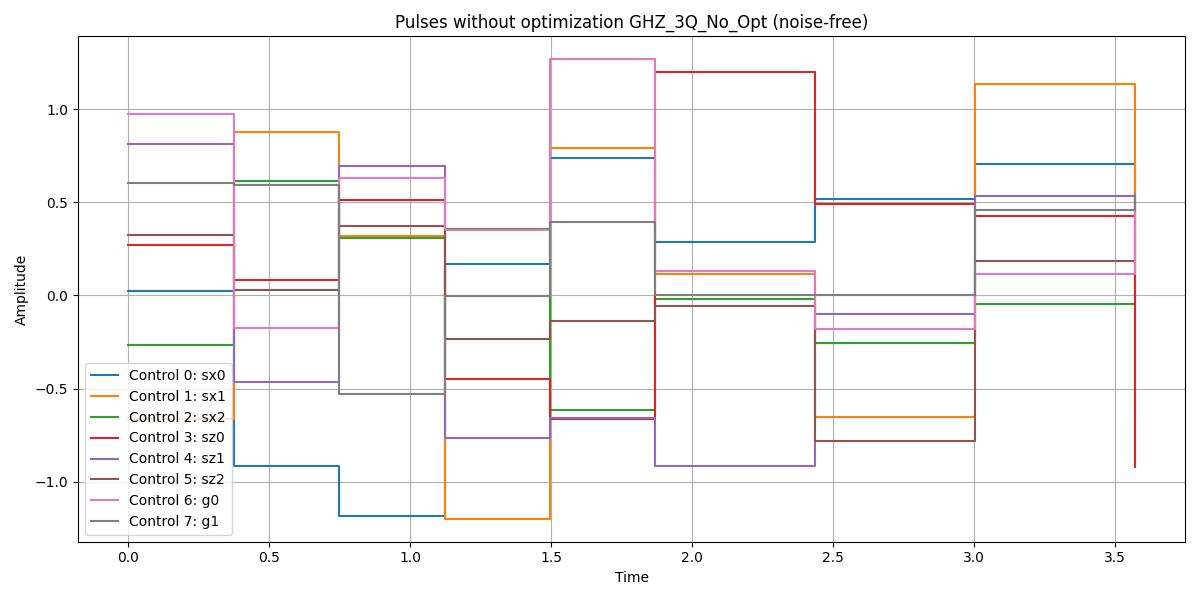 Pulses without optimization GHZ_3Q_No_Opt (noise-free)
Amplitude
1.0
0.5
0.0
−0.5
−1.0
Control 0: sx0
Control 1: sx1
Control 2: sx2
Control 3: sz0
Control 4: sz1
Control 5: sz2
Control 6: g0
Control 7: g1
0.0 0.5 1.0 1.5 2.0 2.5 3.0 3.5
Time